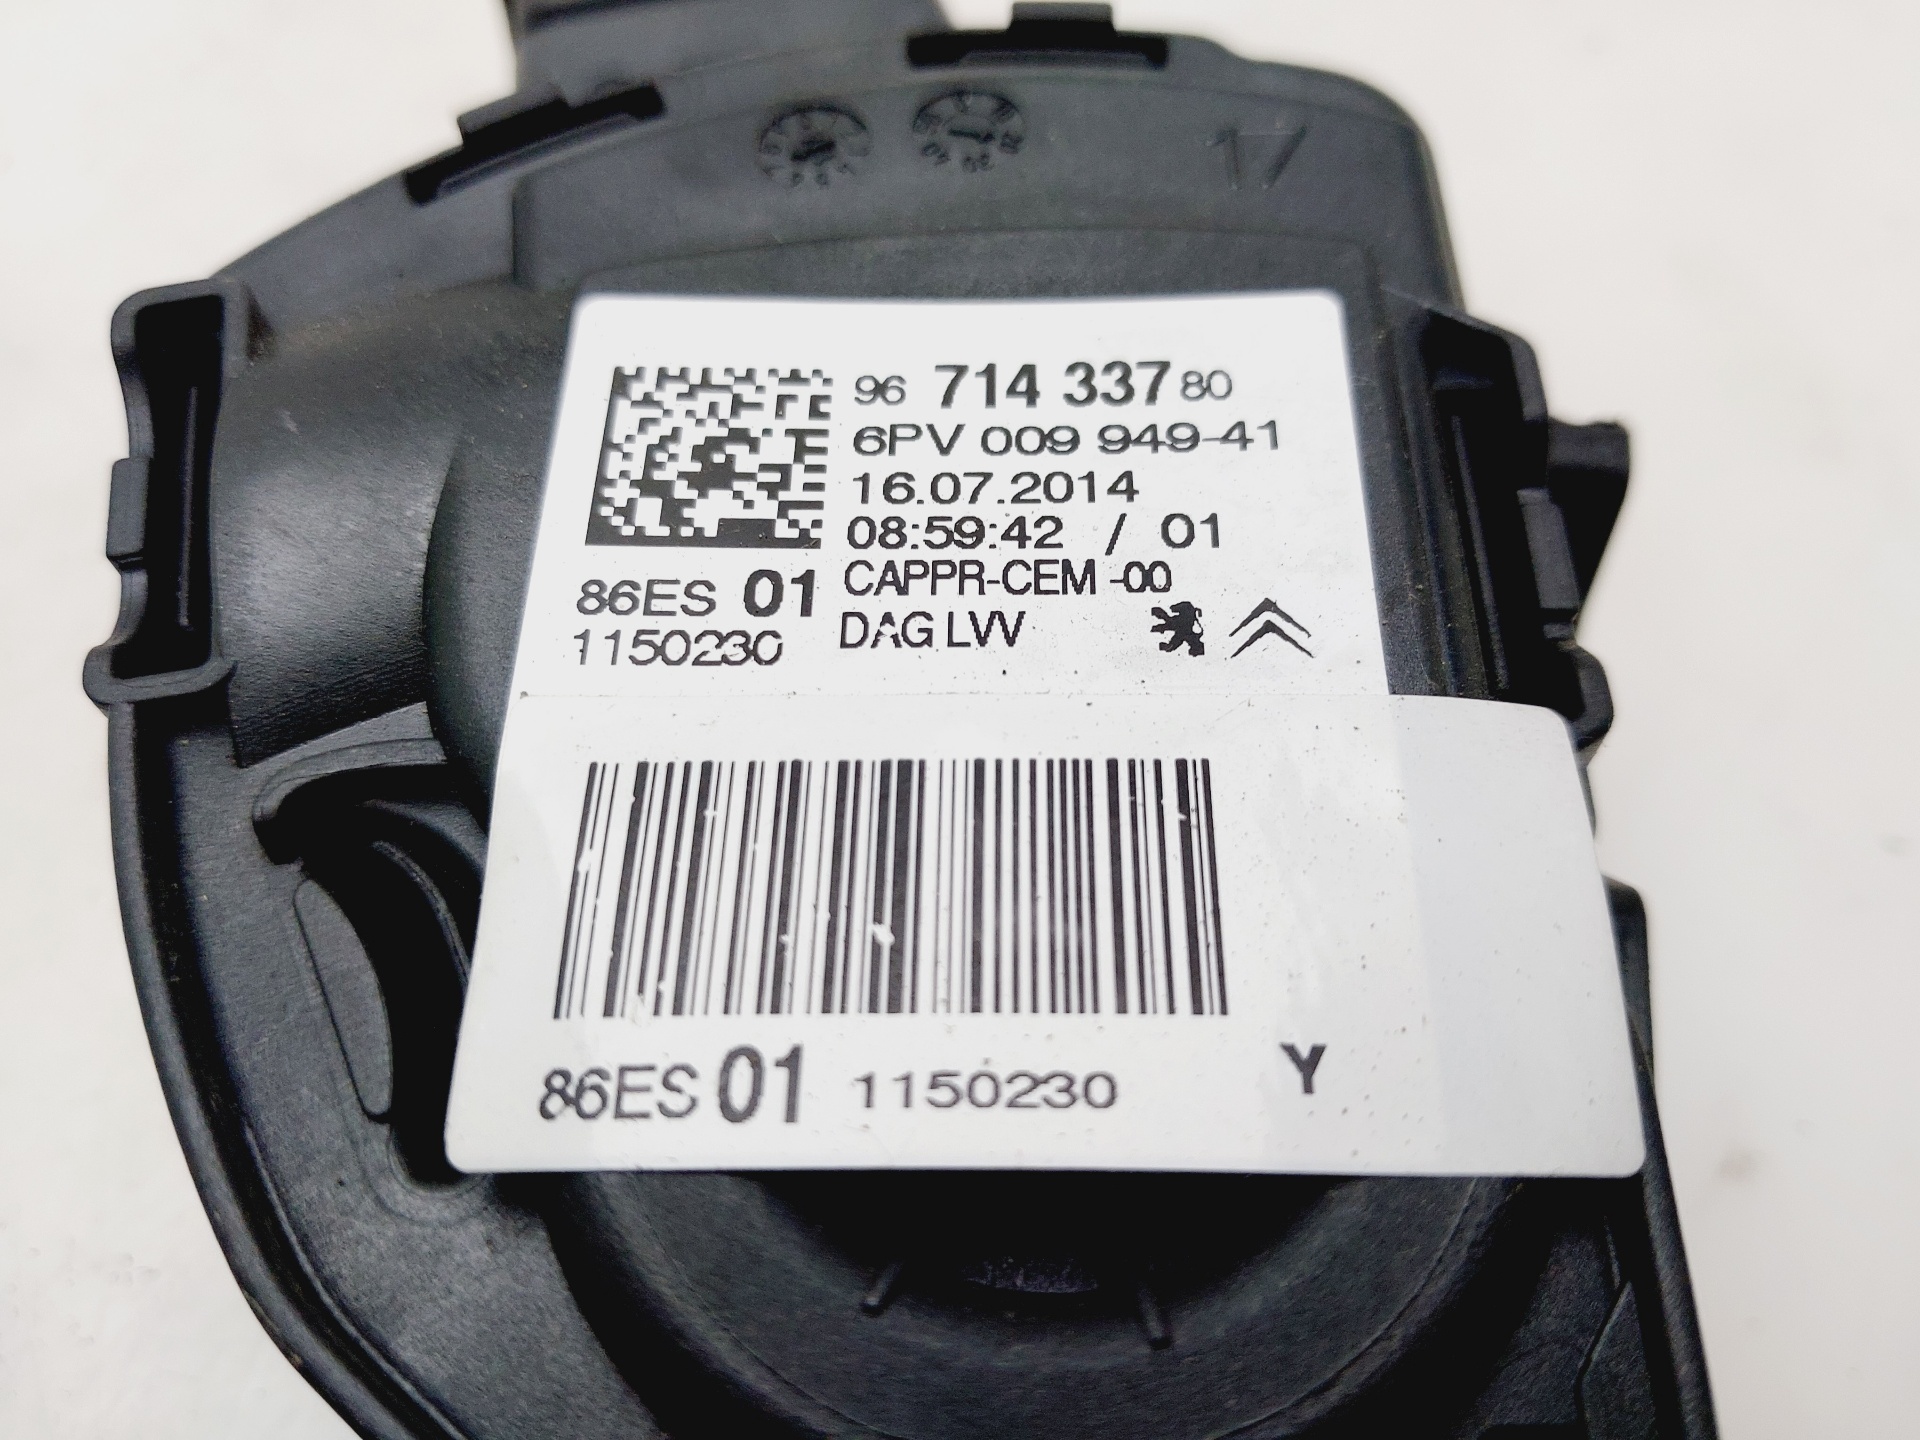 17
96 714 337 80
6PV 009 949-41
16.07.2014
08:59:42 / 01
86ES 01 CAPPR-CEM -00
1150230 DAG LVV
86ES 01 1150230 Y